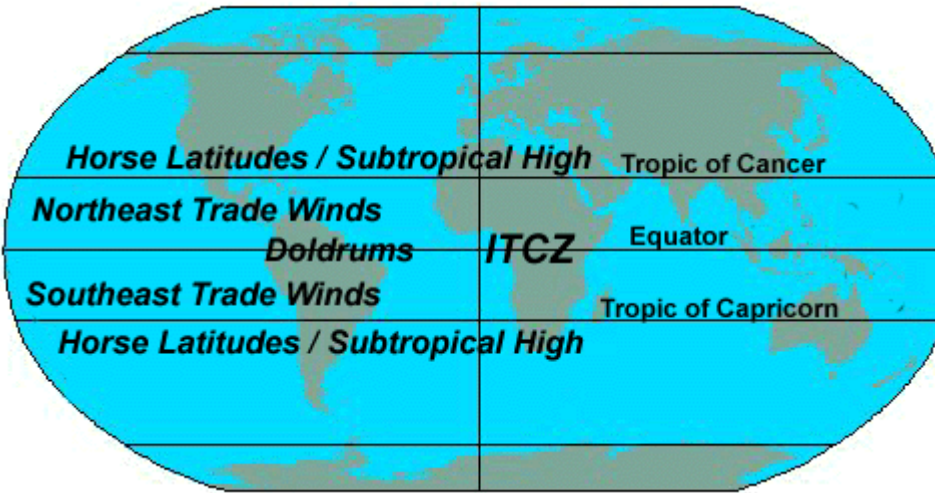 Horse Latitudes / Subtropical High
Tropic of Cancer
Northeast Trade Winds
Doldrums
ITCZ
Equator
Southeast Trade Winds
Tropic of Capricorn
Horse Latitudes / Subtropical High